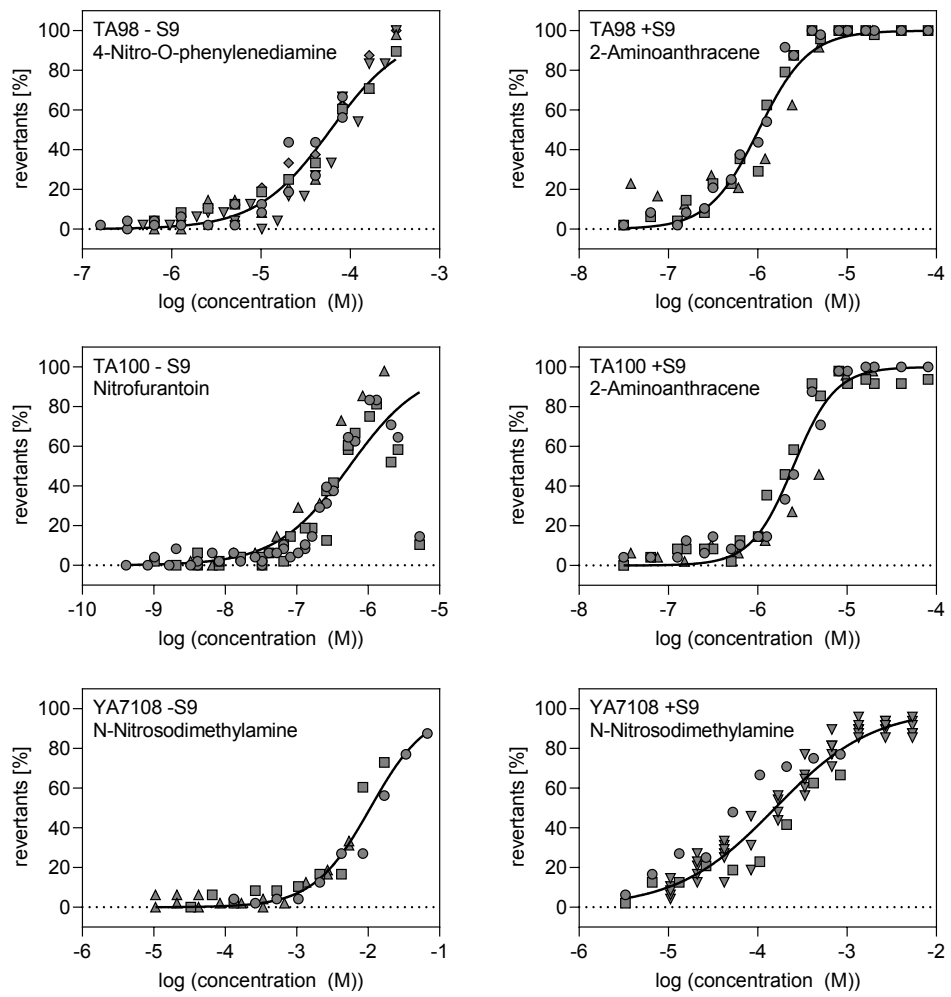 TA98 - S9
4-Nitro-O-phenylenediamine
revertants [%]
100
80
60
40
20
0
-7 -6 -5 -4 -3
log (concentration (M))
TA98 +S9
2-Aminoanthracene
revertants [%]
100
80
60
40
20
0
-8 -7 -6 -5 -4
log (concentration (M))
TA100 - S9
Nitrofurantoin
revertants [%]
100
80
60
40
20
0
-10 -9 -8 -7 -6 -5
log (concentration (M))
TA100 +S9
2-Aminoanthracene
revertants [%]
100
80
60
40
20
0
-8 -7 -6 -5 -4
log (concentration (M))
YA7108 -S9
N-Nitrosodimethylamine
revertants [%]
100
80
60
40
20
0
-6 -5 -4 -3 -2 -1
log (concentration (M))
YA7108 +S9
N-Nitrosodimethylamine
revertants [%]
100
80
60
40
20
0
-6 -5 -4 -3 -2
log (concentration (M))